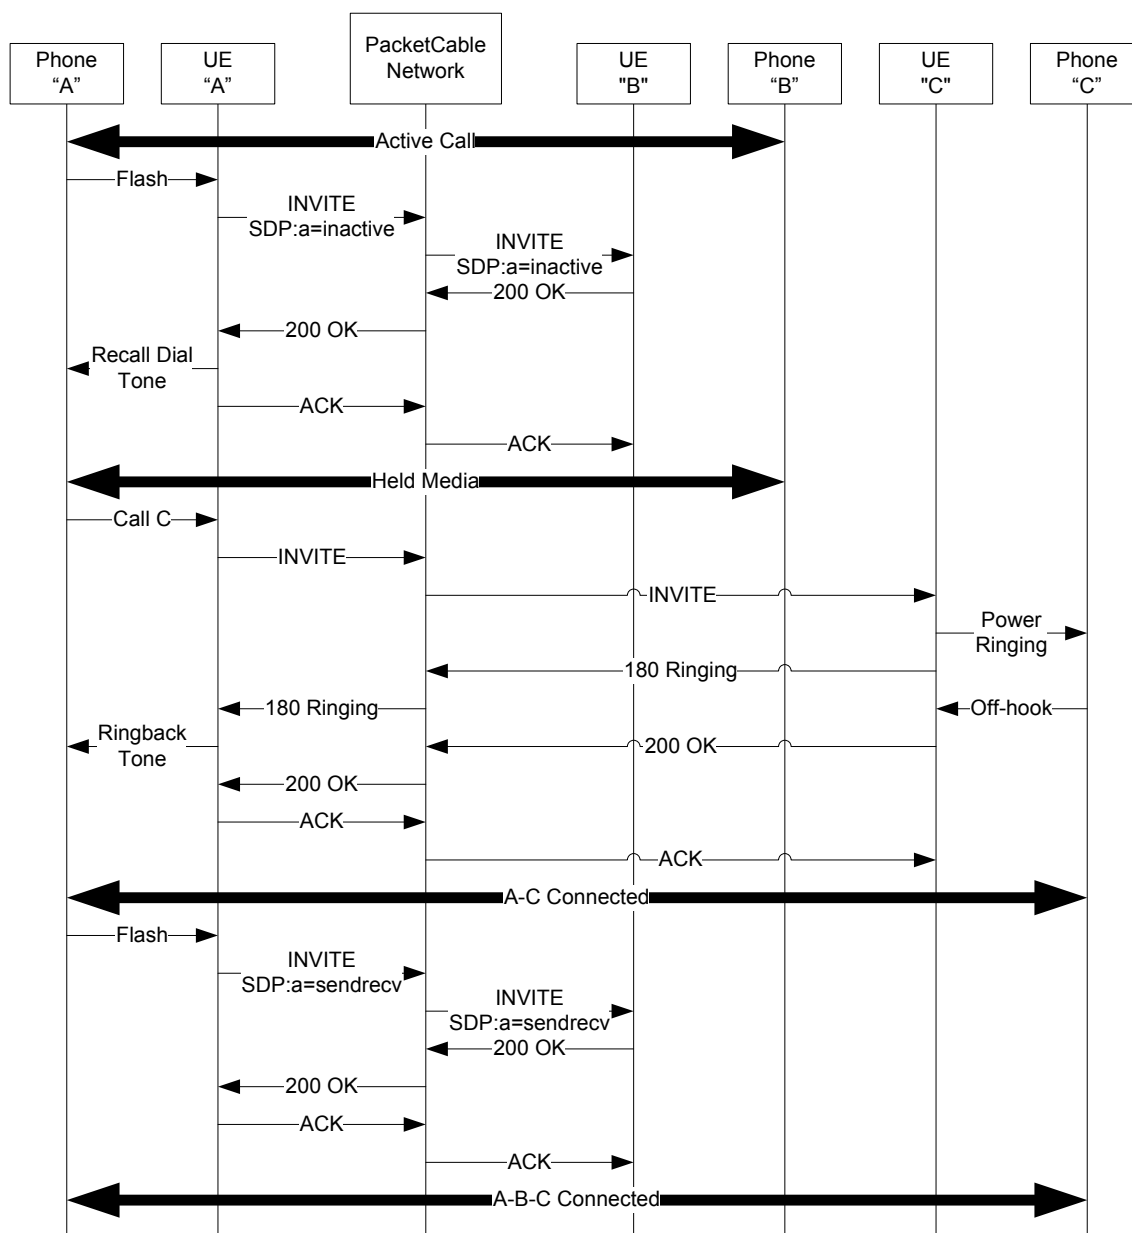 Phone
“A”
UE
“A”
PacketCable
Network
UE
"B"
Phone
“B”
UE
"C"
Phone
“C”
Active Call
Flash
INVITE
SDP:a=inactive
INVITE
SDP:a=inactive
200 OK
200 OK
Recall Dial
Tone
ACK
ACK
Held Media
Call C
INVITE
INVITE
Power
Ringing
180 Ringing
180 Ringing
Off-hook
Ringback
Tone
200 OK
200 OK
ACK
ACK
A-C Connected
Flash
INVITE
SDP:a=sendrecv
INVITE
SDP:a=sendrecv
200 OK
200 OK
ACK
ACK
A-B-C Connected